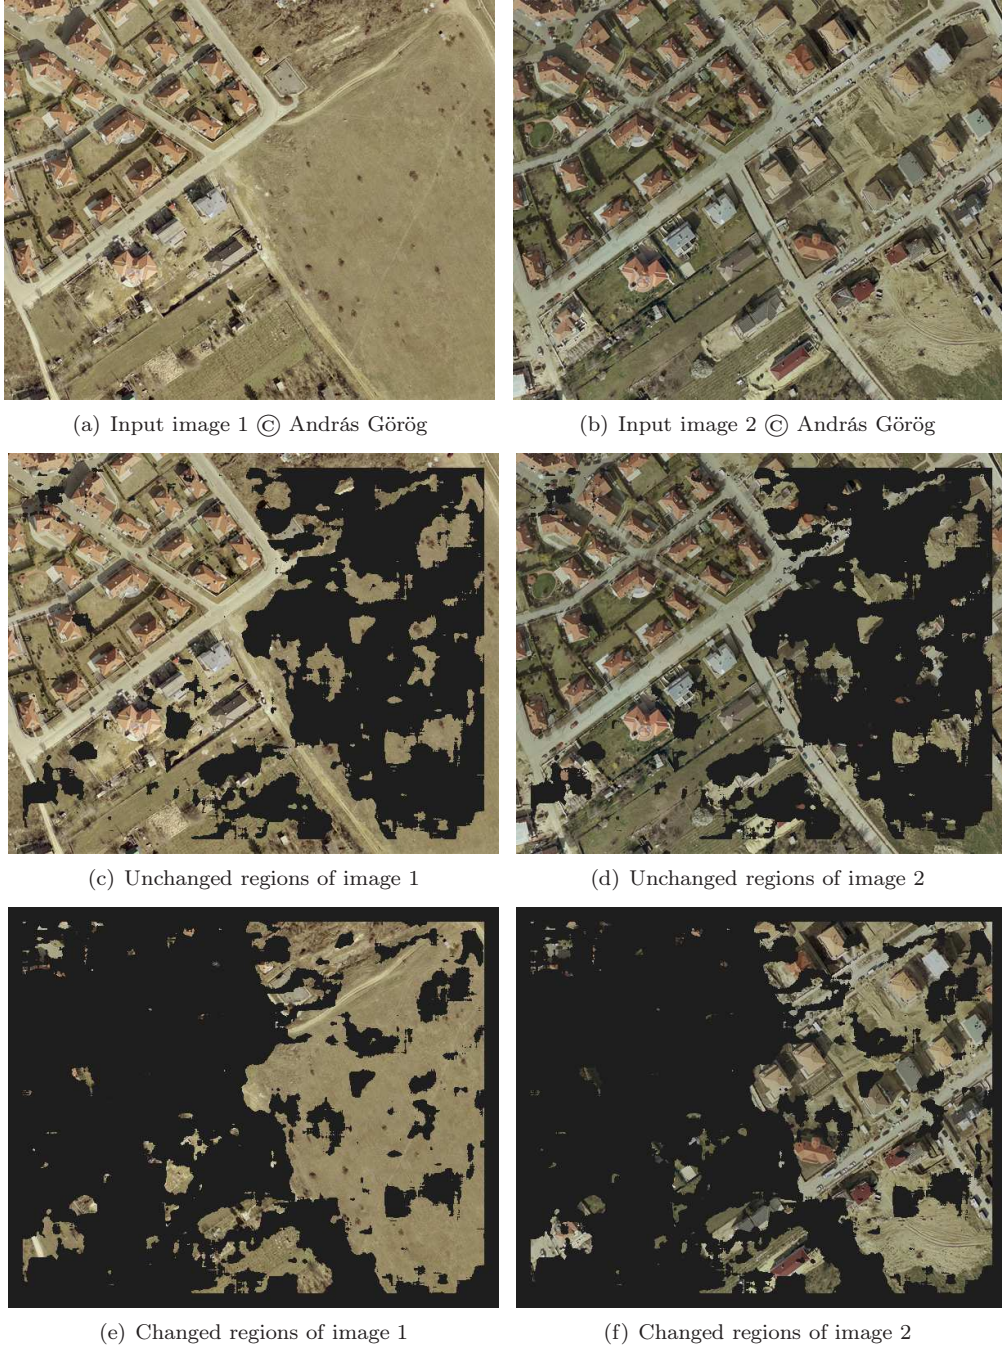 (a) Input image 1 © András Görög
(b) Input image 2 © András Görög
(c) Unchanged regions of image 1
(d) Unchanged regions of image 2
(e) Changed regions of image 1
(f) Changed regions of image 2